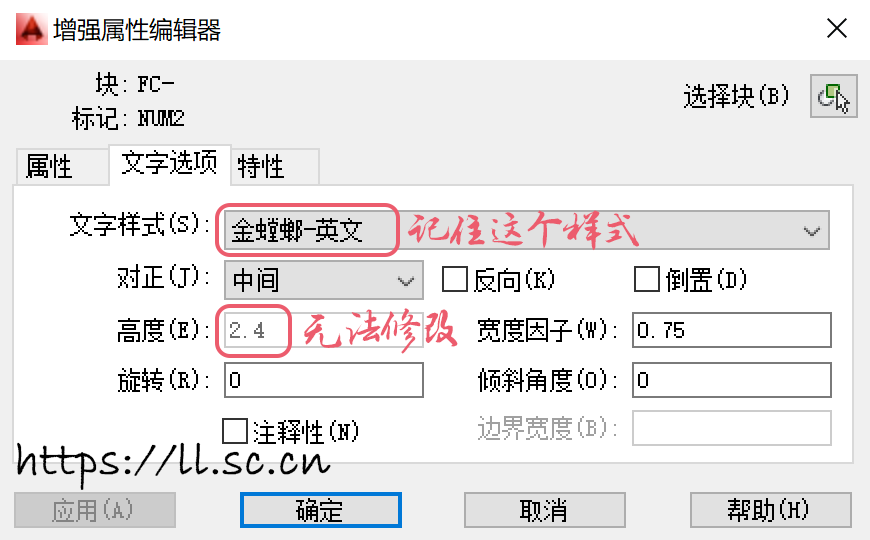 增强属性编辑器
块: FC-
标记: NUM2
选择块(B)
属性 文字选项 特性
文字样式(S): 金螳螂-英文 记住这个样式
对正(J): 中间 反向(K) 倒置(D)
高度(E): 2.4 无法修改 宽度因子(W): 0.75
旋转(R): 0 倾斜角度(O): 0
注释性(N) 边界宽度(B):
https://ll.sc.cn
应用(A) 确定 取消 帮助(H)